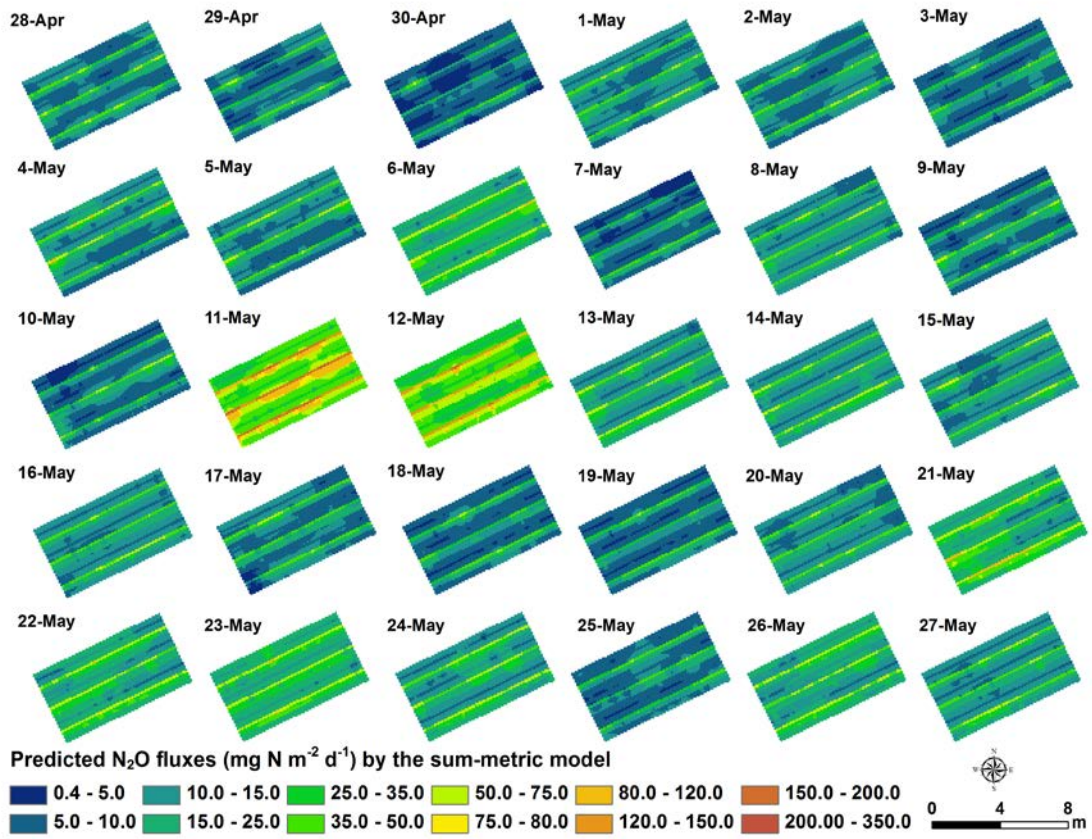 28-Apr 29-Apr 30-Apr 1-May 2-May 3-May
4-May 5-May 6-May 7-May 8-May 9-May
10-May 11-May 12-May 13-May 14-May 15-May
16-May 17-May 18-May 19-May 20-May 21-May
22-May 23-May 24-May 25-May 26-May 27-May
Predicted N₂O fluxes (mg N m⁻² d⁻¹) by the sum-metric model
0.4 - 5.0 10.0 - 15.0 25.0 - 35.0 50.0 - 75.0 80.0 - 120.0 150.0 - 200.0
5.0 - 10.0 15.0 - 25.0 35.0 - 50.0 75.0 - 80.0 120.0 - 150.0 200.00 - 350.0
N
W E
S
0 4 8
m